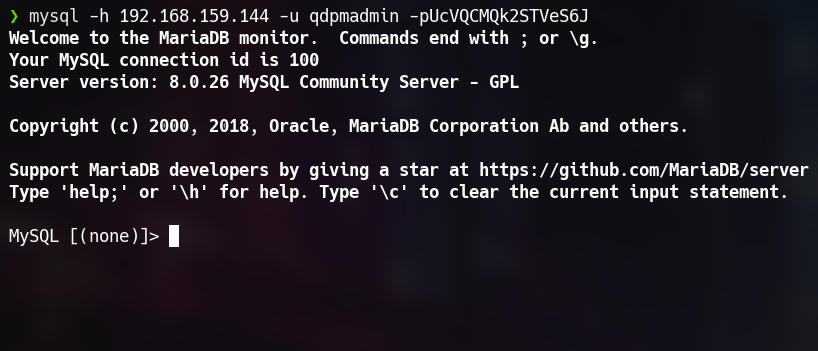 ❯ mysql -h 192.168.159.144 -u qdpmadmin -pUcVQCMQk2STVeS6J
Welcome to the MariaDB monitor.  Commands end with ; or \g.
Your MySQL connection id is 100
Server version: 8.0.26 MySQL Community Server - GPL

Copyright (c) 2000, 2018, Oracle, MariaDB Corporation Ab and others.

Support MariaDB developers by giving a star at https://github.com/MariaDB/server
Type 'help;' or '\h' for help. Type '\c' to clear the current input statement.

MySQL [(none)]>